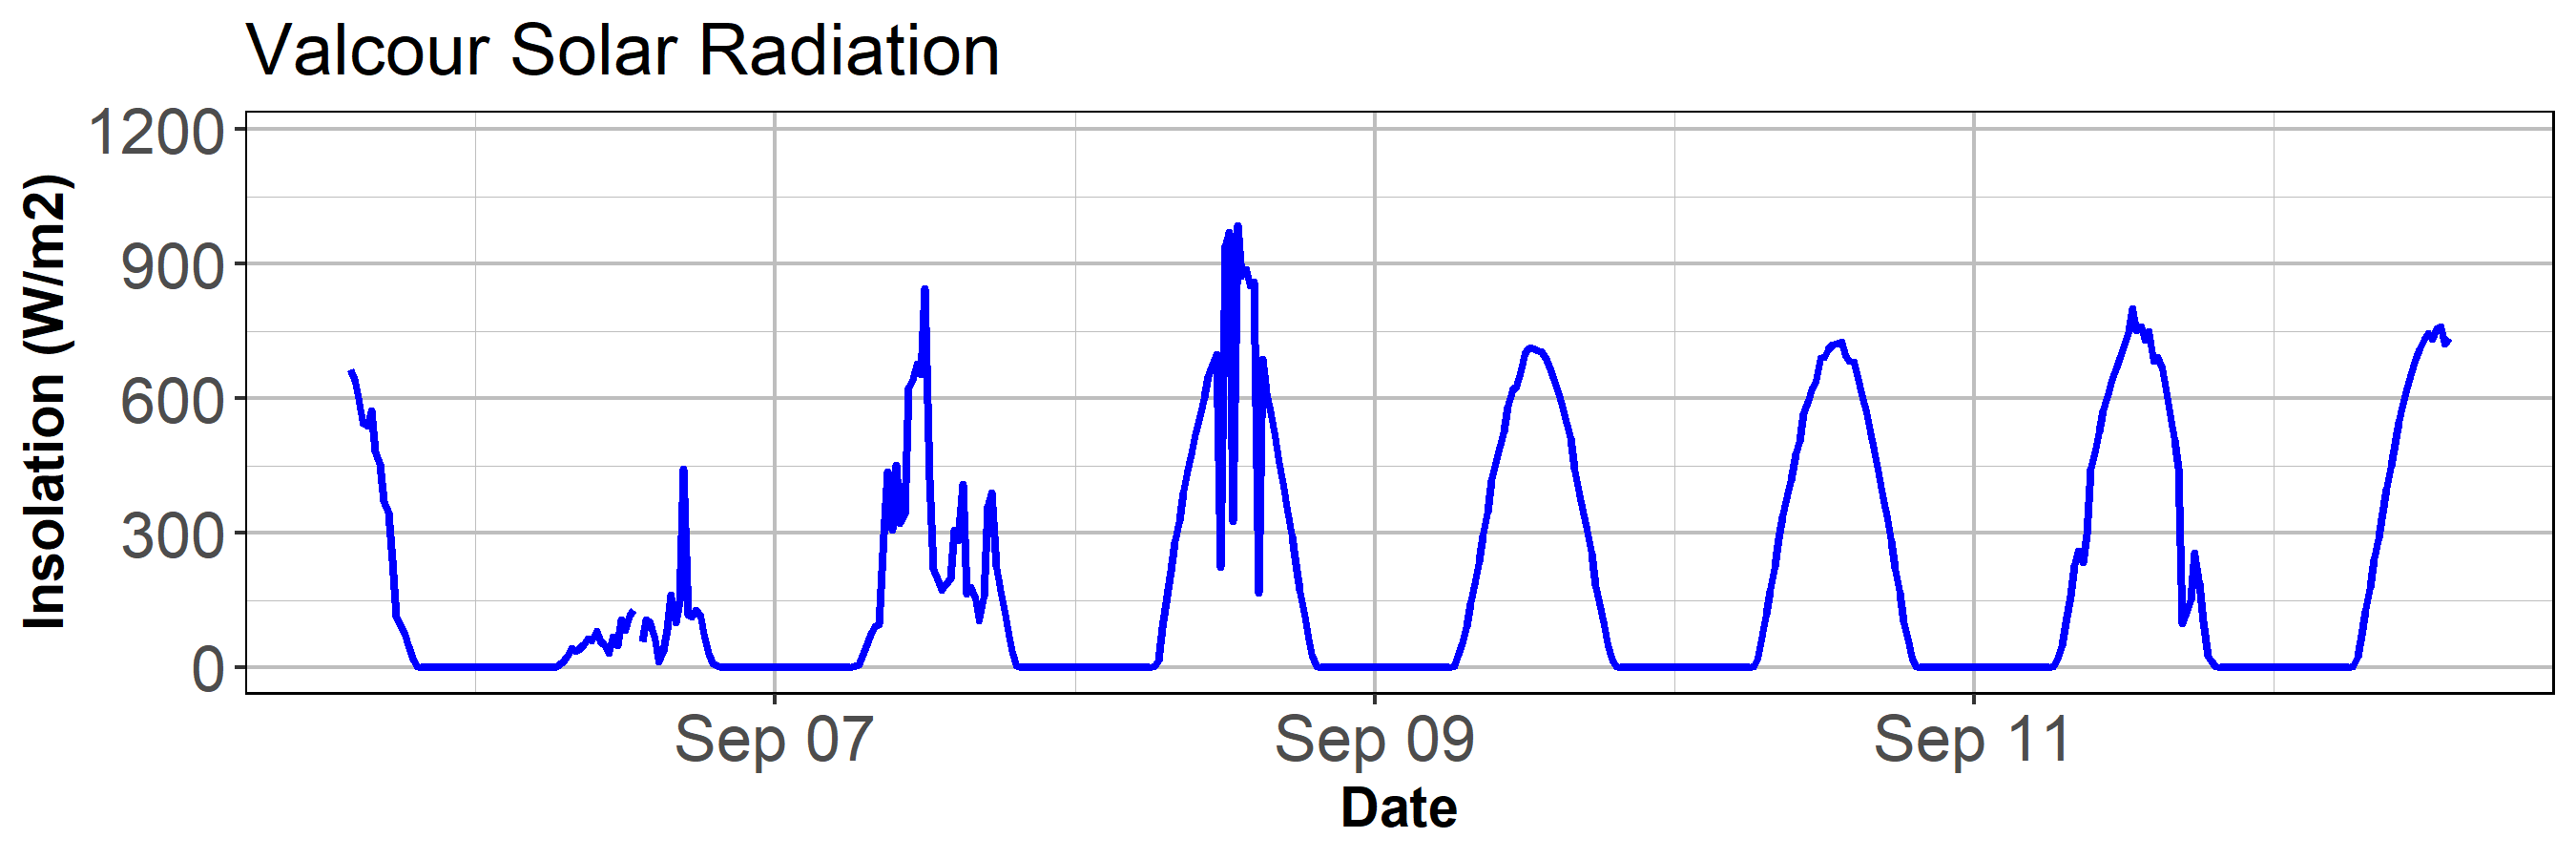 Valcour Solar Radiation
Insolation (W/m2)
1200
900
600
300
0
Sep 07 Sep 09 Sep 11
Date